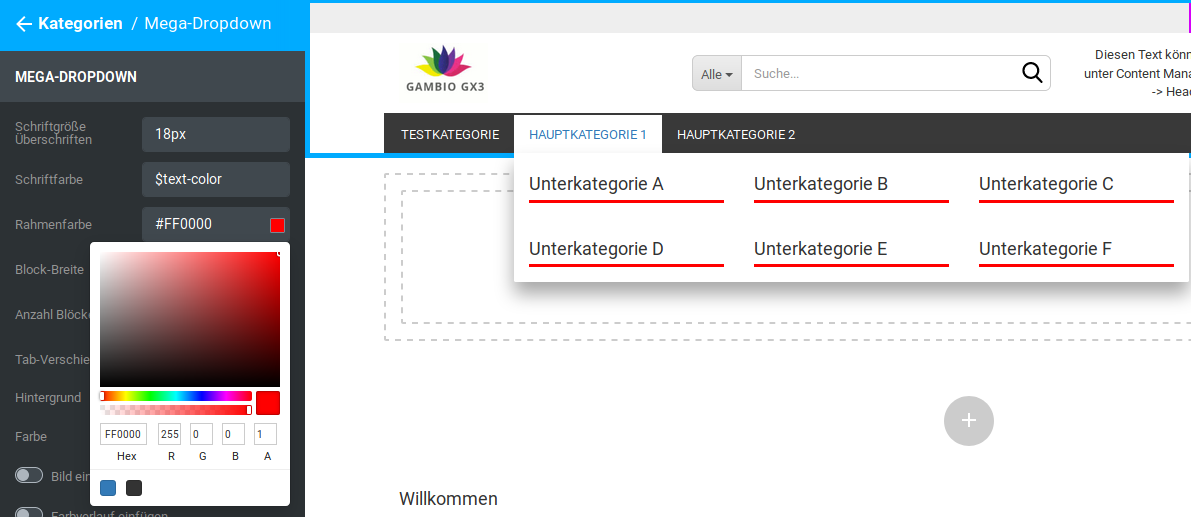 Kategorien / Mega-Dropdown
MEGA-DROPDOWN
Schriftgröße
Überschriften
18px
Schriftfarbe
$text-color
Rahmenfarbe
#FF0000
Block-Breite
Anzahl Blöcke
Tab-Verschie
Hintergrund
Farbe
Bild ein
Farbverlauf einfügen
FF0000 255 0 0 1
Hex R G B A
GAMBIO GX3
Alle
Suche...
Diesen Text könn
unter Content Mana
-> Head
TESTKATEGORIE HAUPTKATEGORIE 1 HAUPTKATEGORIE 2
Unterkategorie A Unterkategorie B Unterkategorie C
Unterkategorie D Unterkategorie E Unterkategorie F
Willkommen